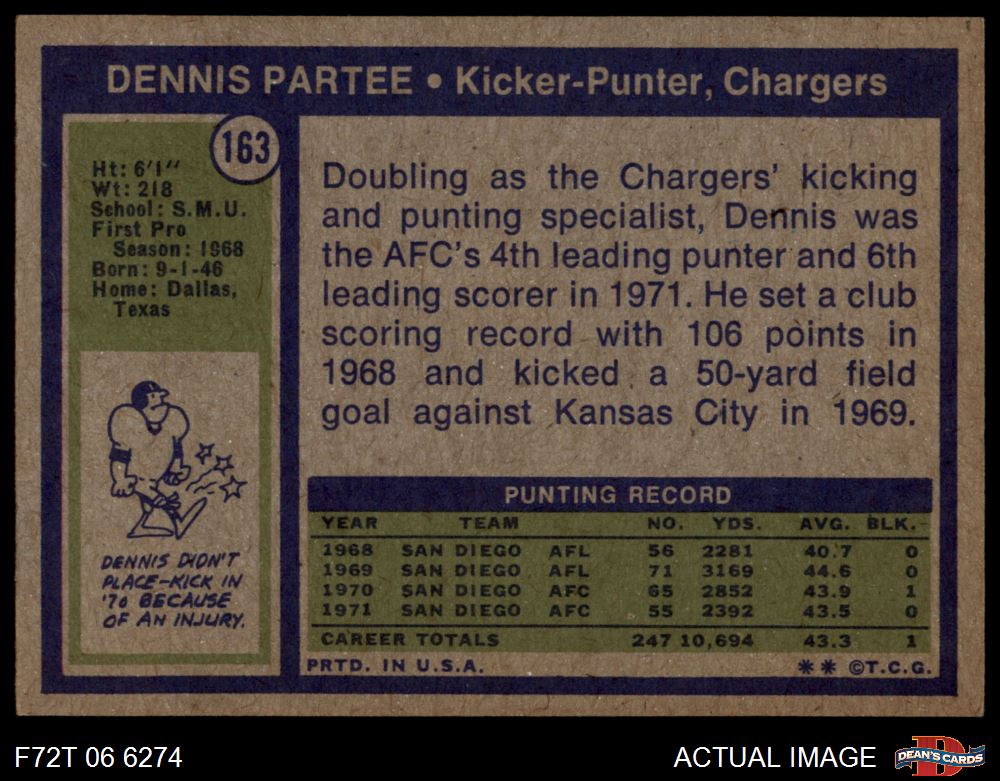 DENNIS PARTEE • Kicker-Punter, Chargers
163
Ht: 6'1"
Wt: 218
School: S.M.U.
First Pro
Season: 1968
Born: 9-1-46
Home: Dallas,
Texas
DENNIS DIDN'T
PLACE-KICK IN
'70 BECAUSE
OF AN INJURY.
Doubling as the Chargers' kicking
and punting specialist, Dennis was
the AFC's 4th leading punter and 6th
leading scorer in 1971. He set a club
scoring record with 106 points in
1968 and kicked a 50-yard field
goal against Kansas City in 1969.
PUNTING RECORD
YEAR TEAM NO. YDS. AVG. BLK.
1968 SAN DIEGO AFL 56 2281 40.7 0
1969 SAN DIEGO AFL 71 3169 44.6 0
1970 SAN DIEGO AFC 65 2852 43.9 1
1971 SAN DIEGO AFC 55 2392 43.5 0
CAREER TOTALS 247 10,694 43.3 1
PRTD. IN U.S.A. ** ©T.C.G.
F72T 06 6274 ACTUAL IMAGE
D
DEAN'S CARDS